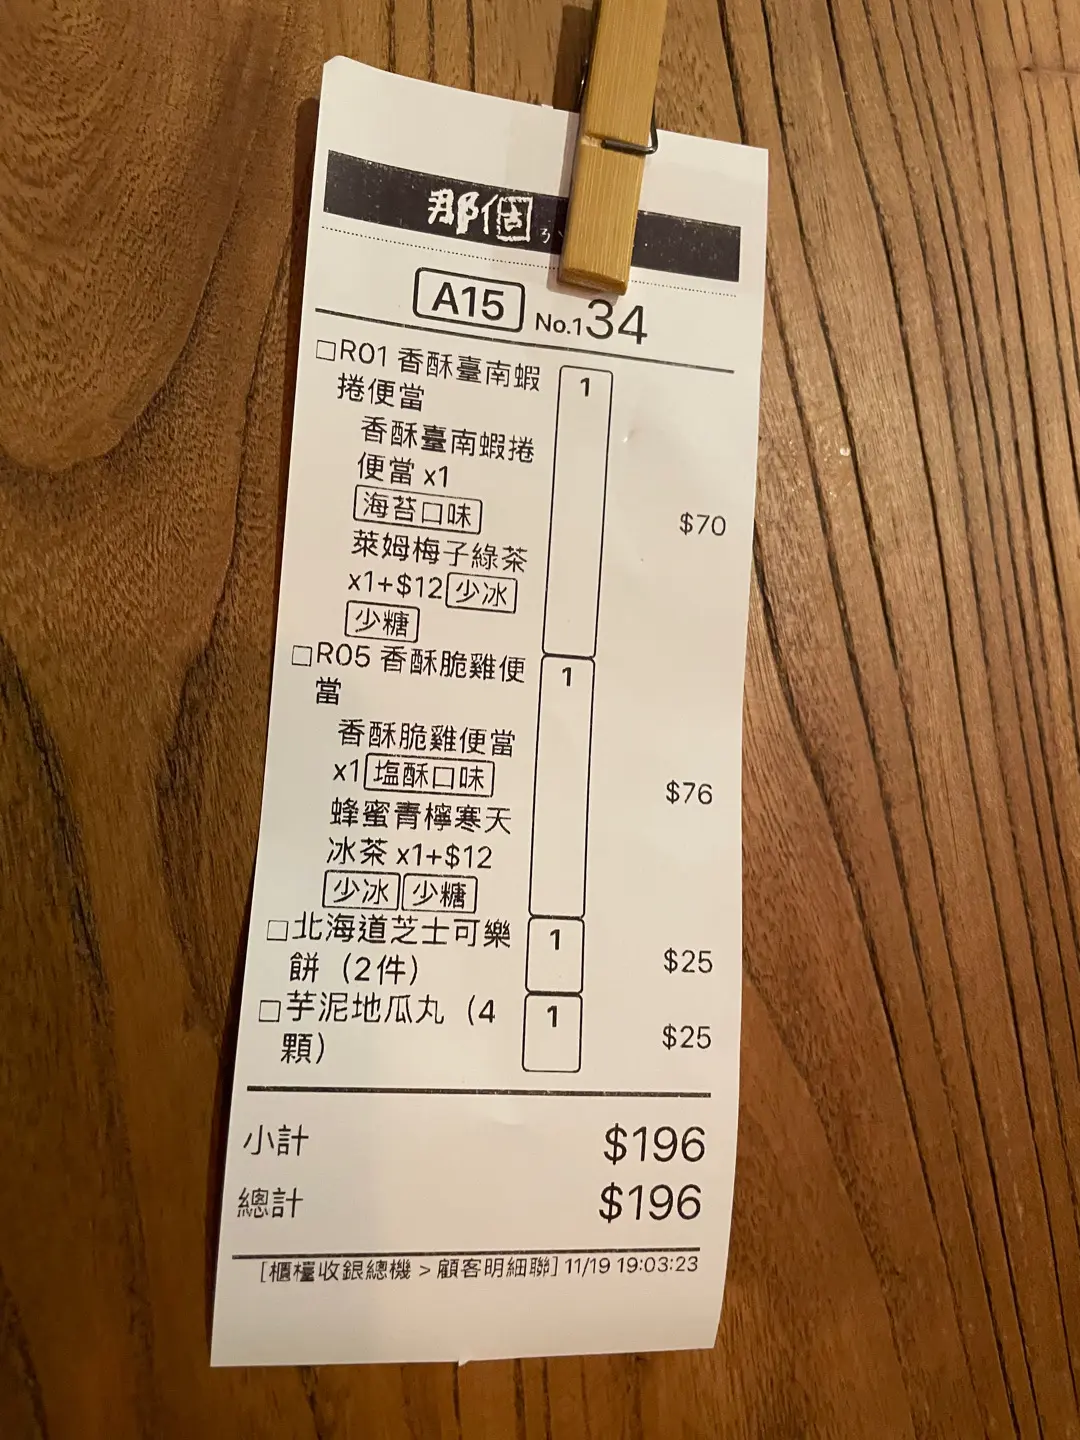 那個
A15 No.134
□R01 香酥臺南蝦 1
捲便當
香酥臺南蝦捲
便當 x1
海苔口味 $70
萊姆梅子綠茶
x1+$12 少冰
少糖
□R05 香酥脆雞便 1
當
香酥脆雞便當
x1 塩酥口味 $76
蜂蜜青檸寒天
冰茶 x1+$12
少冰 少糖
□北海道芝士可樂 1 $25
餅（2件）
□芋泥地瓜丸（4 1 $25
顆）
小計 $196
總計 $196
[櫃檯收銀總機 > 顧客明細聯] 11/19 19:03:23